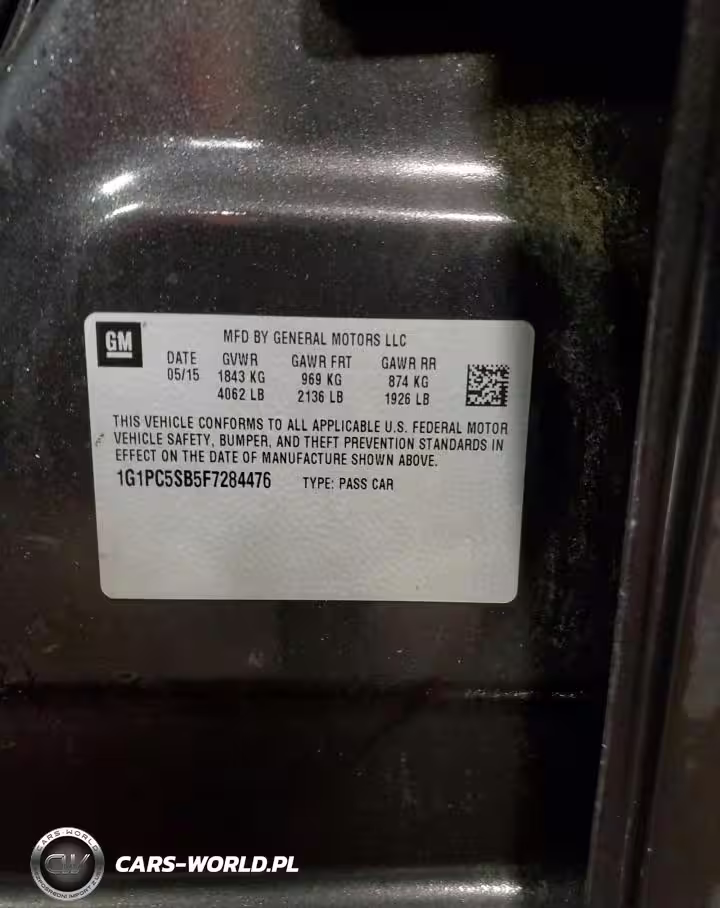 GM
MFD BY GENERAL MOTORS LLC
DATE GVWR GAWR FRT GAWR RR
05/15 1843 KG 969 KG 874 KG
4062 LB 2136 LB 1926 LB
THIS VEHICLE CONFORMS TO ALL APPLICABLE U.S. FEDERAL MOTOR
VEHICLE SAFETY, BUMPER, AND THEFT PREVENTION STANDARDS IN
EFFECT ON THE DATE OF MANUFACTURE SHOWN ABOVE.
1G1PC5SB5F7284476 TYPE: PASS CAR
CARS-WORLD
CW
CARS-WORLD.PL